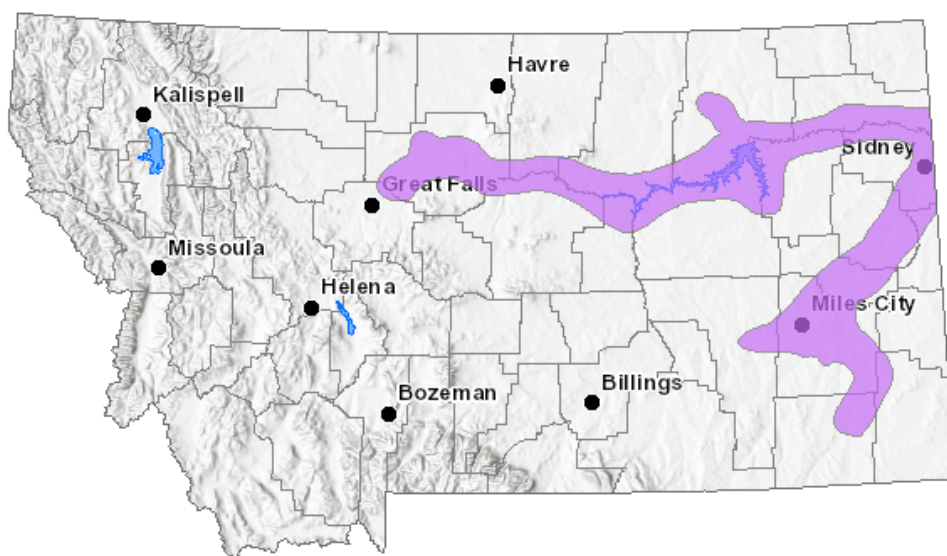 Havre
Kalispell
Sidney
Great Falls
Missoula
Helena
Miles City
Billings
Bozeman